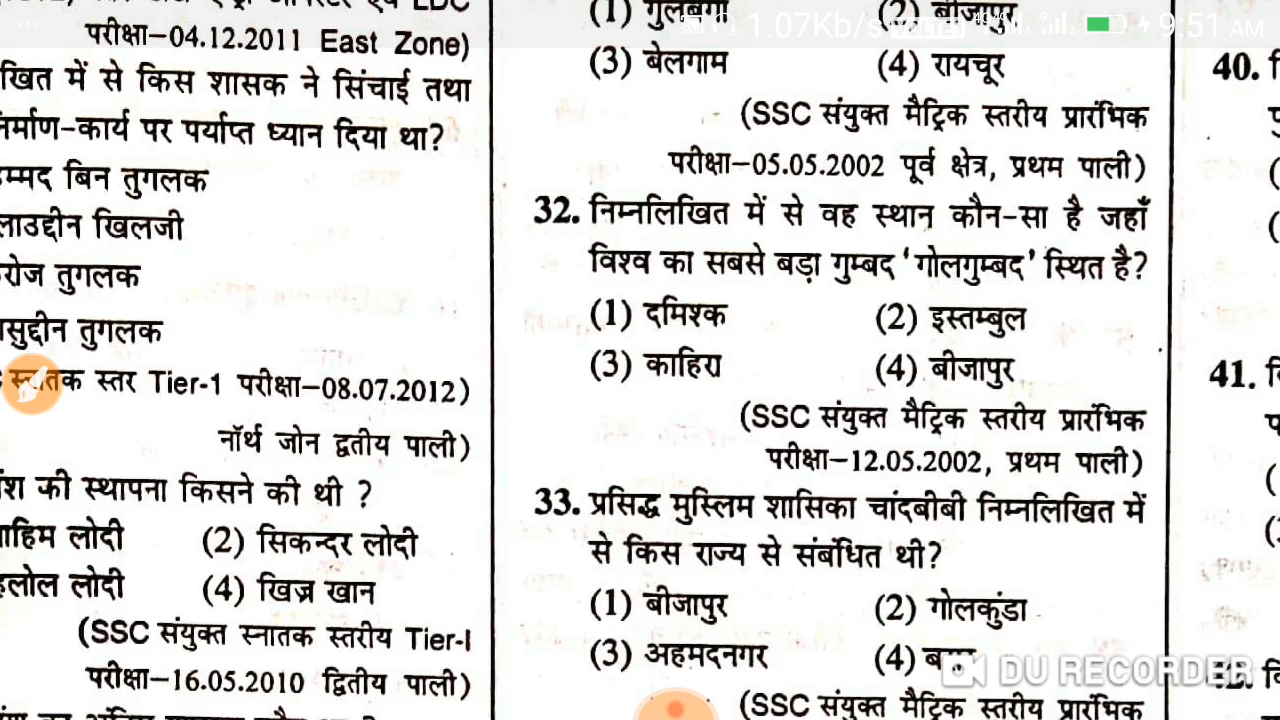 1.07Kb/s
9:51 AM
परीक्षा–04.12.2011 East Zone)
में से किस शासक ने सिंचाई तथा
पर पर्याप्त ध्यान दिया था?
बिन तुगलक
खिलजी
तुगलक
तुगलक
स्तर Tier-1 परीक्षा–08.07.2012)
नॉर्थ जोन द्वतीय पाली)
की स्थापना किसने की थी ?
लोदी (2) सिकन्दर लोदी
लोदी (4) खिज्र खान
(SSC संयुक्त स्नातक स्तरीय Tier-I
परीक्षा–16.05.2010 द्वितीय पाली)
(1) गुलबर्गा (2) बीजापुर
(3) बेलगाम (4) रायचूर
(SSC संयुक्त मैट्रिक स्तरीय प्रारंभिक
परीक्षा–05.05.2002 पूर्व क्षेत्र, प्रथम पाली)
32. निम्नलिखित में से वह स्थान कौन-सा है जहाँ
विश्व का सबसे बड़ा गुम्बद ‘गोलगुम्बद’ स्थित है?
(1) दमिश्क (2) इस्तम्बुल
(3) काहिरा (4) बीजापुर
(SSC संयुक्त मैट्रिक स्तरीय प्रारंभिक
परीक्षा–12.05.2002, प्रथम पाली)
33. प्रसिद्ध मुस्लिम शासिका चांदबीबी निम्नलिखित में
से किस राज्य से संबंधित थी?
(1) बीजापुर (2) गोलकुंडा
(3) अहमदनगर (4)
(SSC संयुक्त मैट्रिक स्तरीय प्रारंभिक
40.
41.
DU RECORDER